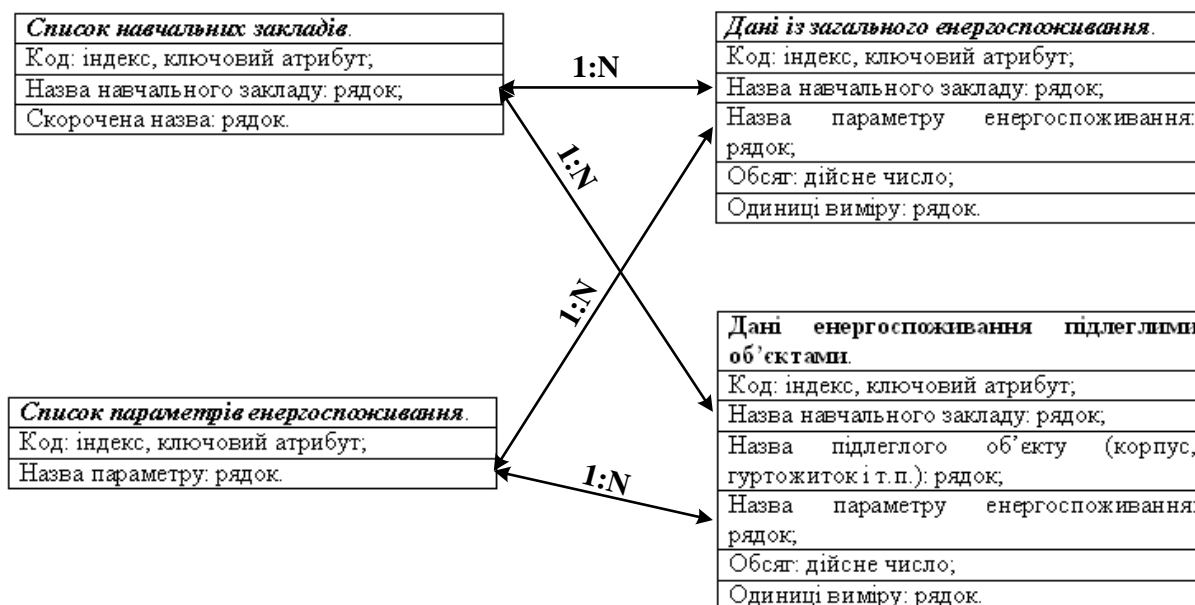 Список навчальних закладів.
Код: індекс, ключовий атрибут;
Назва навчального закладу: рядок;
Скорочена назва: рядок.
1:N
Дані із загального енергоспоживання.
Код: індекс, ключовий атрибут;
Назва навчального закладу: рядок;
Назва параметру енергоспоживання:
рядок;
Обсяг: дійсне число;
Одиниці виміру: рядок.
1:N
1:N
Список параметрів енергоспоживання.
Код: індекс, ключовий атрибут;
Назва параметру: рядок.
1:N
Дані енергоспоживання підлеглими
об’єктами.
Код: індекс, ключовий атрибут;
Назва навчального закладу: рядок;
Назва підлеглого об’єкту (корпус,
гуртожиток і т.п.): рядок;
Назва параметру енергоспоживання:
рядок;
Обсяг: дійсне число;
Одиниці виміру: рядок.